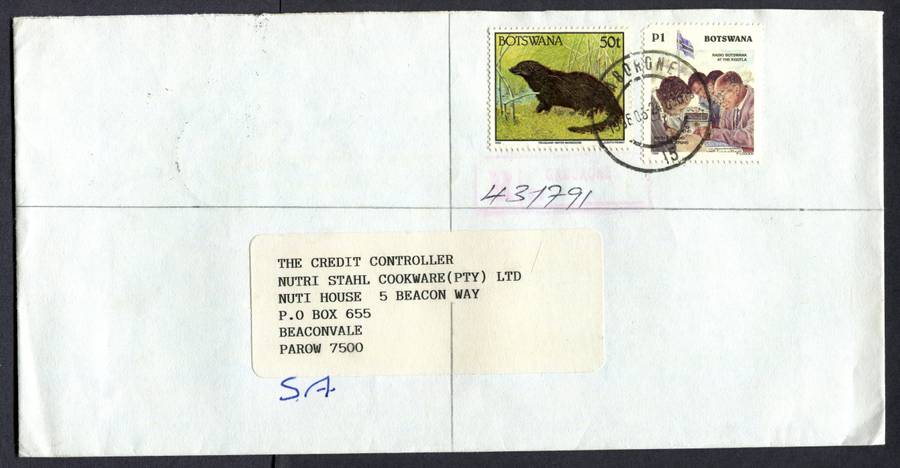 BOTSWANA 50t
P1 BOTSWANA
RADIO BOTSWANA
AT THE KGOTLA
431791
THE CREDIT CONTROLLER
NUTRI STAHL COOKWARE(PTY) LTD
NUTI HOUSE 5 BEACON WAY
P.O BOX 655
BEACONVALE
PAROW 7500
S.A